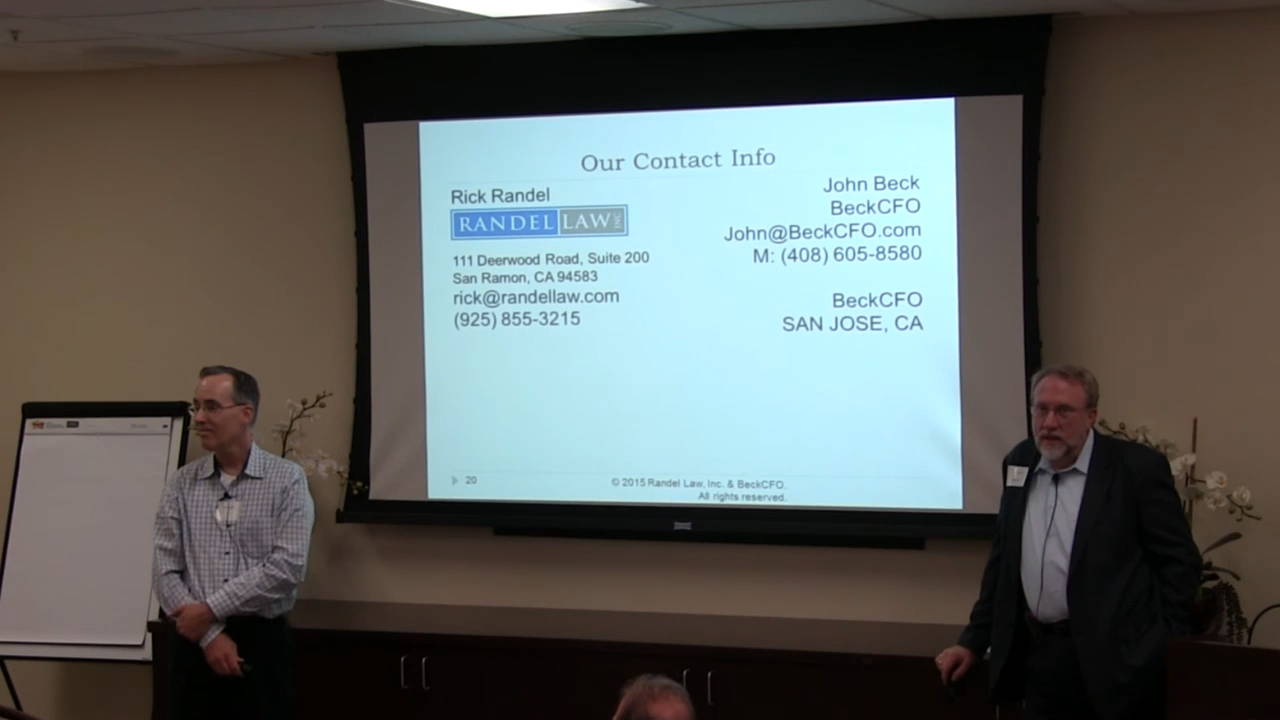 Our Contact Info
Rick Randel
RANDEL LAW INC
111 Deerwood Road, Suite 200
San Ramon, CA 94583
rick@randellaw.com
(925) 855-3215
John Beck
BeckCFO
John@BeckCFO.com
M: (408) 605-8580
BeckCFO
SAN JOSE, CA
20
© 2015 Randel Law, Inc. & BeckCFO.
All rights reserved.